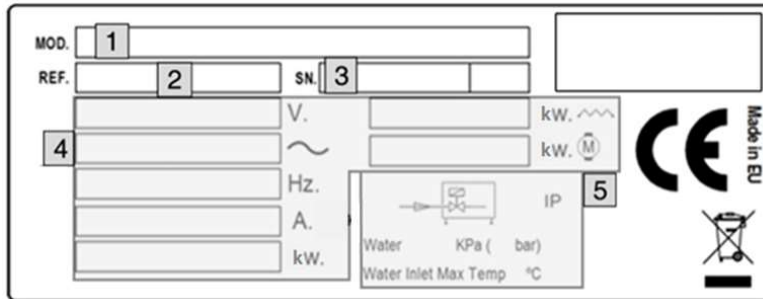 MOD. 1
REF. 2 SN. 3
V. kw.
4 kw. M
Hz. 5
IP
A.
Water KPa ( bar)
kw.
Water Inlet Max Temp ºC
CE
Made in EU